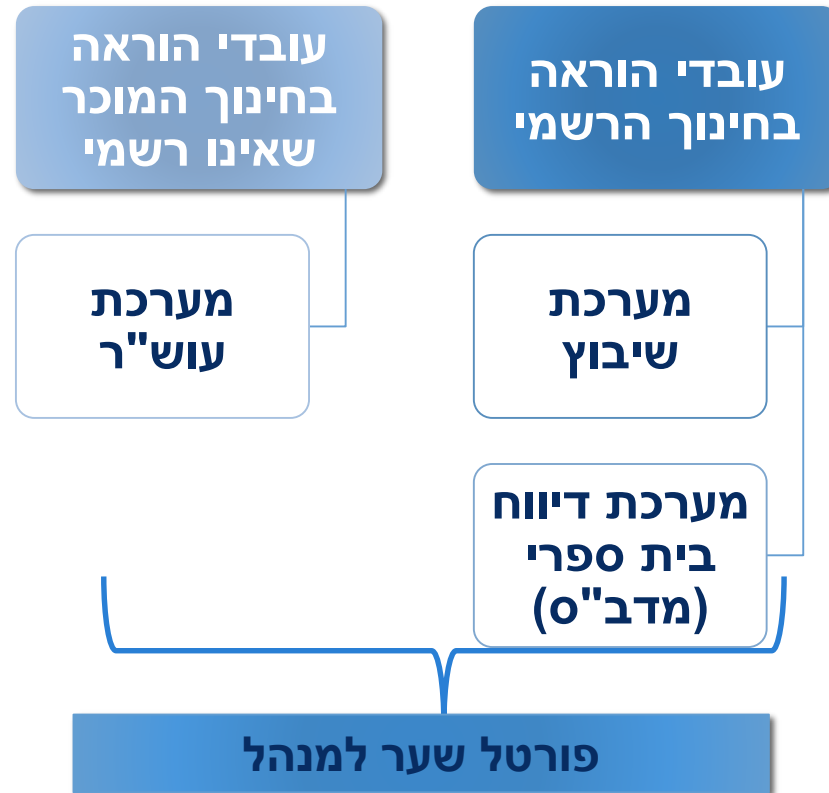 עובדי הוראה
בחינוך הרשמי
מערכת
שיבוץ
מערכת דיווח
בית ספרי
(מדב"ס)
עובדי הוראה
בחינוך המוכר
שאינו רשמי
מערכת
עוש"ר
פורטל שער למנהל